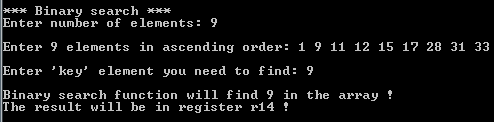 *** Binary search ***
Enter number of elements: 9
Enter 9 elements in ascending order: 1 9 11 12 15 17 28 31 33
Enter 'key' element you need to find: 9
Binary search function will find 9 in the array !
The result will be in register r14 !